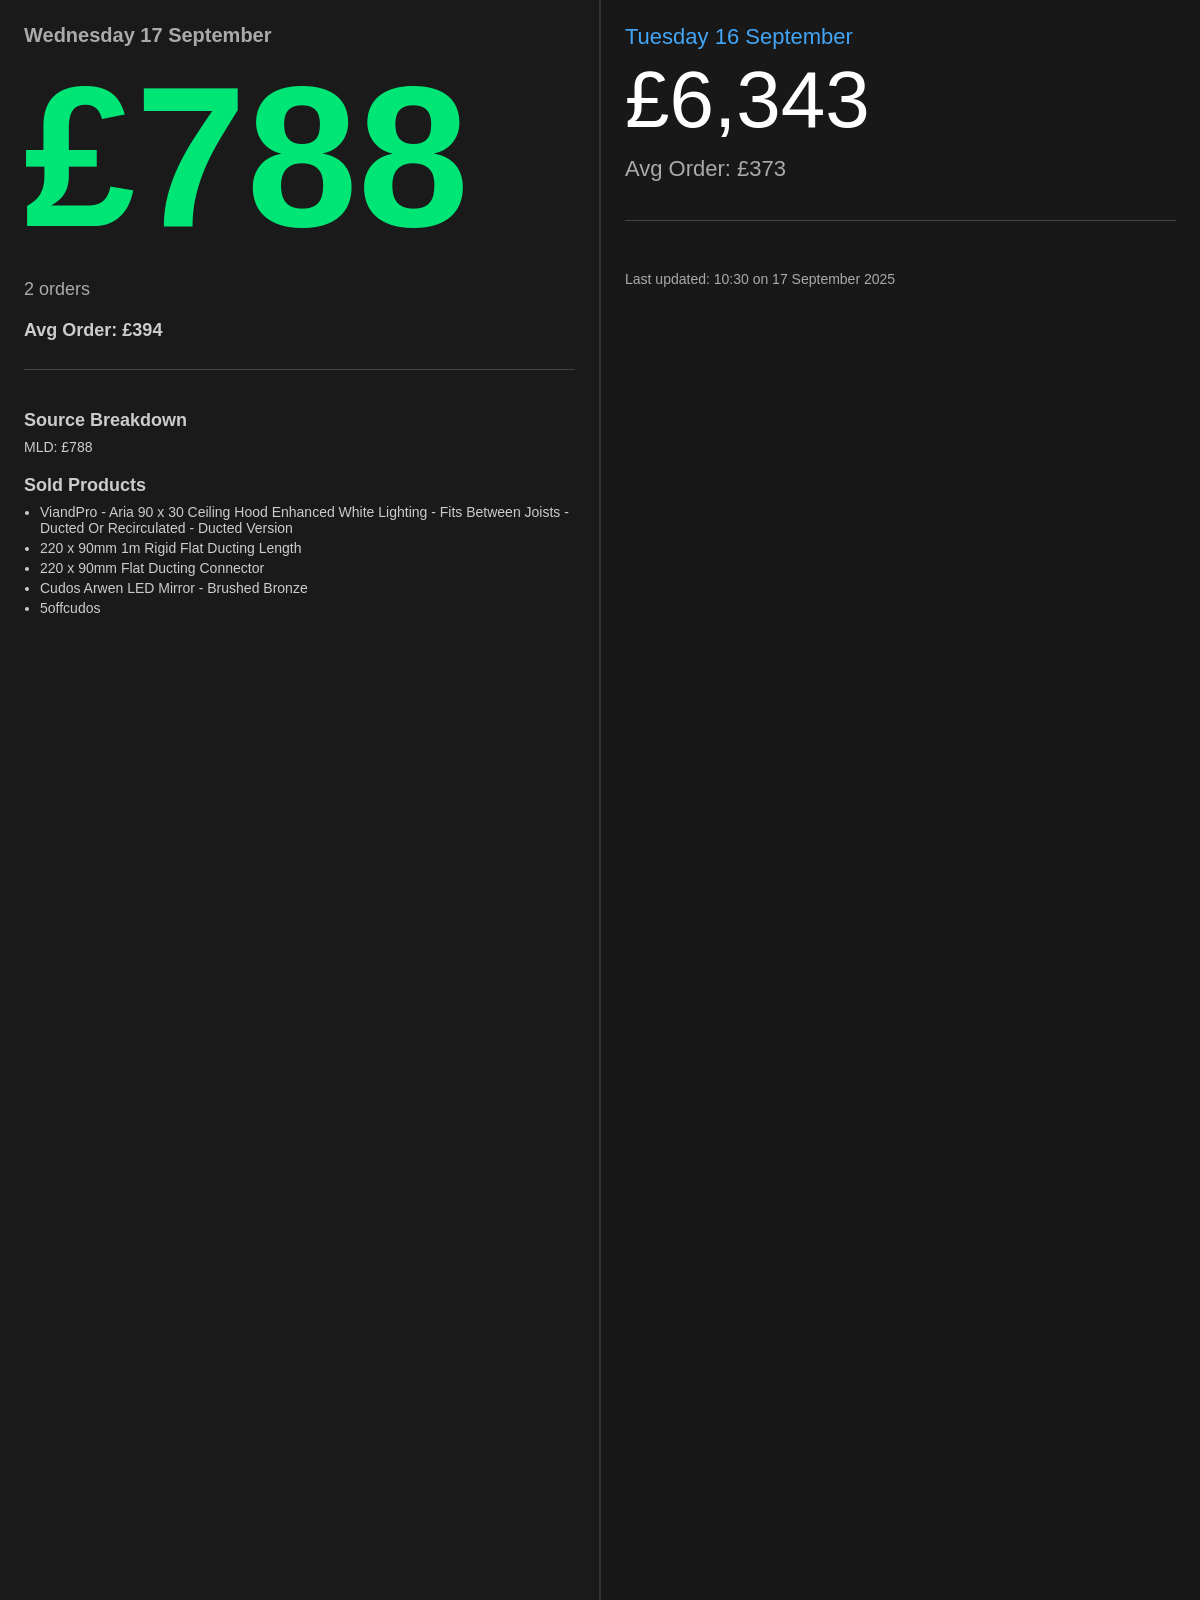 Wednesday 17 September
£788
2 orders
Avg Order: £394
Source Breakdown
MLD: £788
Sold Products
• ViandPro - Aria 90 x 30 Ceiling Hood Enhanced White Lighting - Fits Between Joists -
Ducted Or Recirculated - Ducted Version
• 220 x 90mm 1m Rigid Flat Ducting Length
• 220 x 90mm Flat Ducting Connector
• Cudos Arwen LED Mirror - Brushed Bronze
• 5offcudos
Tuesday 16 September
£6,343
Avg Order: £373
Last updated: 10:30 on 17 September 2025